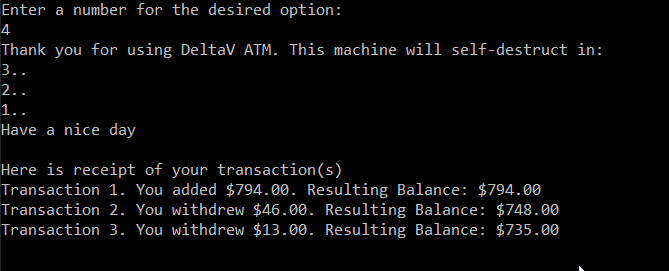 Enter a number for the desired option:
4
Thank you for using DeltaV ATM. This machine will self-destruct in:
3..
2..
1..
Have a nice day
Here is receipt of your transaction(s)
Transaction 1. You added $794.00. Resulting Balance: $794.00
Transaction 2. You withdrew $46.00. Resulting Balance: $748.00
Transaction 3. You withdrew $13.00. Resulting Balance: $735.00